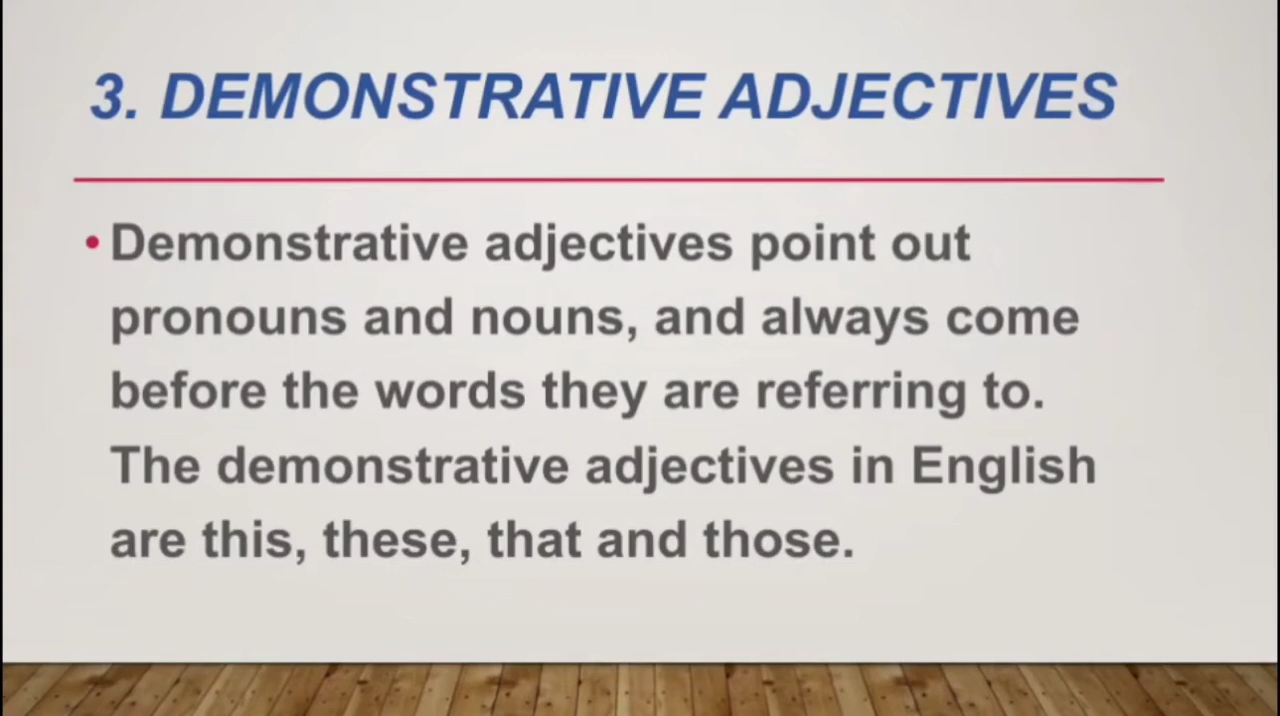 3. DEMONSTRATIVE ADJECTIVES
• Demonstrative adjectives point out
pronouns and nouns, and always come
before the words they are referring to.
The demonstrative adjectives in English
are this, these, that and those.